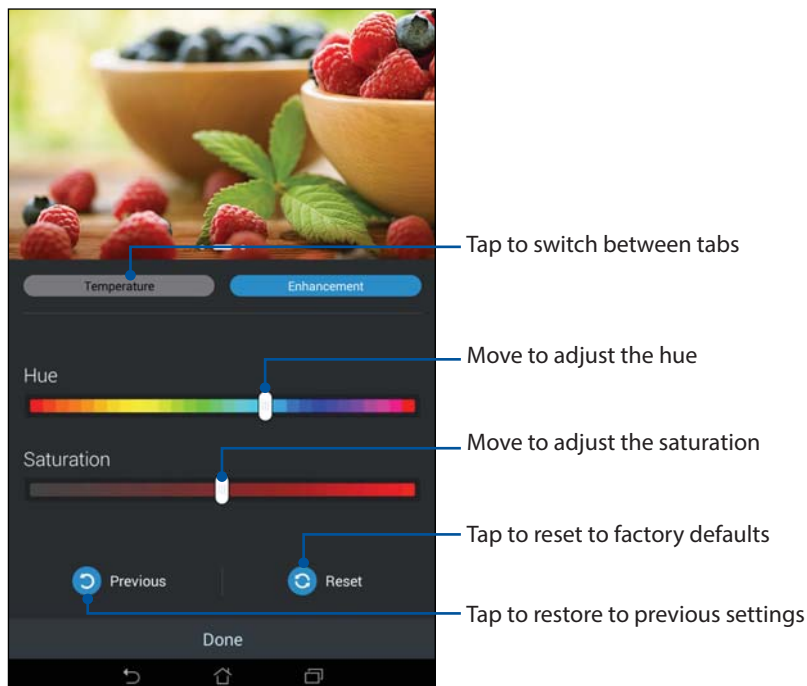 Tap to switch between tabs
Temperature
Enhancement
Move to adjust the hue
Hue
Move to adjust the saturation
Saturation
Tap to reset to factory defaults
Previous
Reset
Tap to restore to previous settings
Done